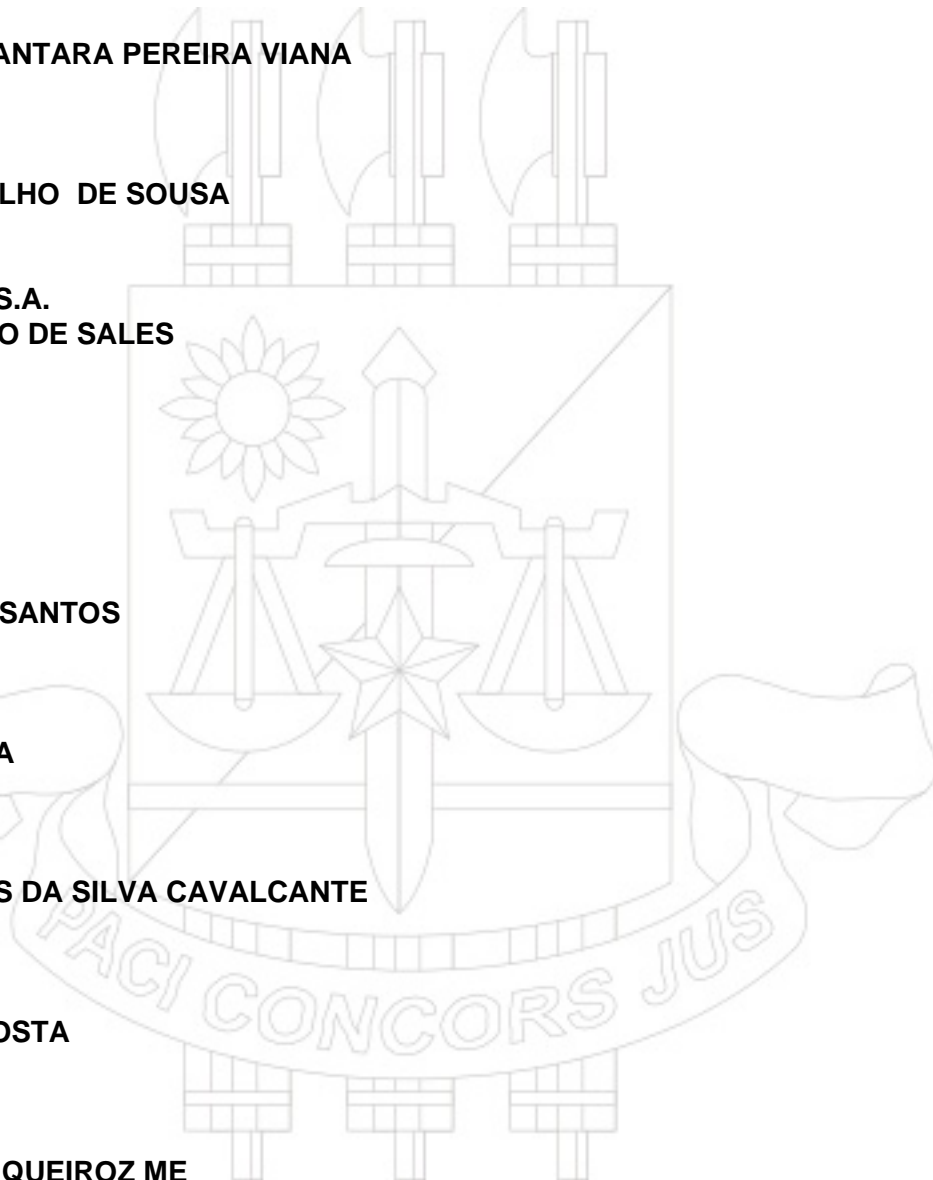 ANTARA PEREIRA VIANA
LHO DE SOUSA
S.A.
O DE SALES
SANTOS
A
S DA SILVA CAVALCANTE
PACI CONCORS JUS
OSTA
QUEIROZ ME